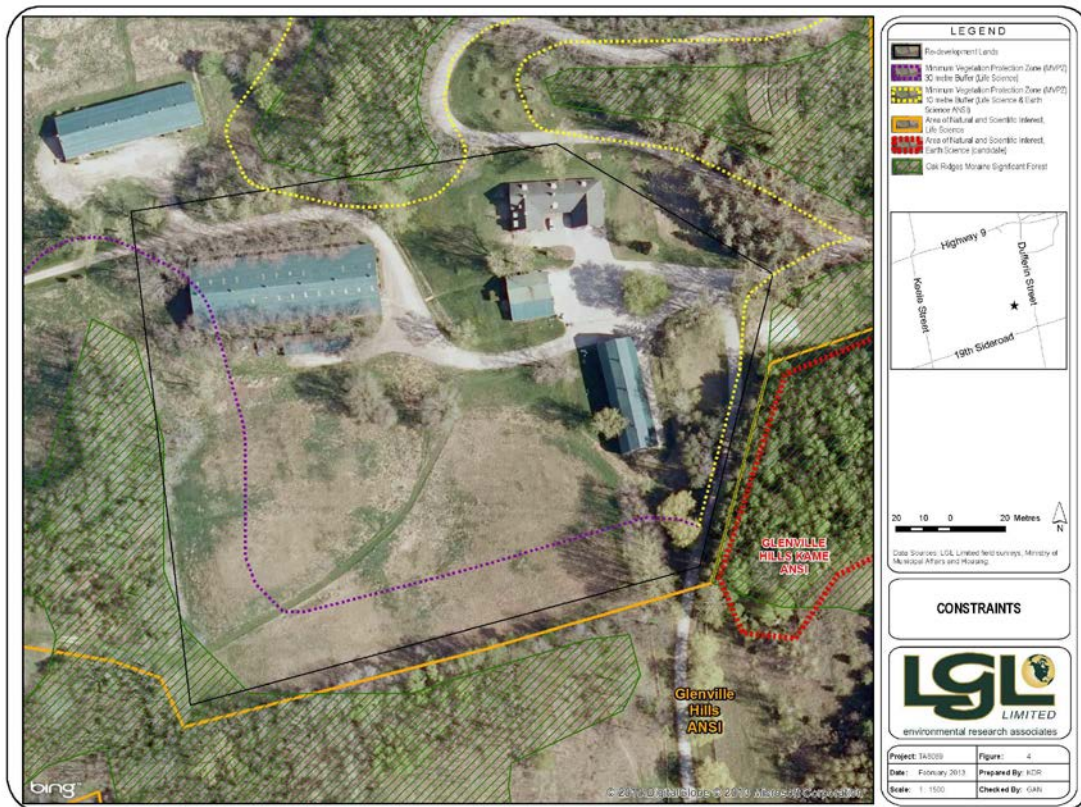 GLENVILLE
HILLS KAME
ANSI
Glenville
Hills
ANSI
bing
LEGEND
Re-development Lands
Minimum Vegetation Protection Zone (MVPZ)
30 metre Buffer (Life Science)
Minimum Vegetation Protection Zone (MVPZ)
10 metre Buffer (Life Science & Earth
Science ANSI)
Area of Natural and Scientific Interest,
Life Science
Area of Natural and Scientific Interest,
Earth Science (candidate)
Oak Ridges Moraine Significant Forest
Highway 9
Dufferin Street
Keele Street
19th Sideroad
20 10 0 20 Metres
N
Data Sources: LGL Limited field surveys, Ministry of
Municipal Affairs and Housing.
CONSTRAINTS
LGL
LIMITED
environmental research associates
Project: TA8089 Figure: 4
Date: February 2013 Prepared By: KDR
Scale: 1 : 1500 Checked By: GAN